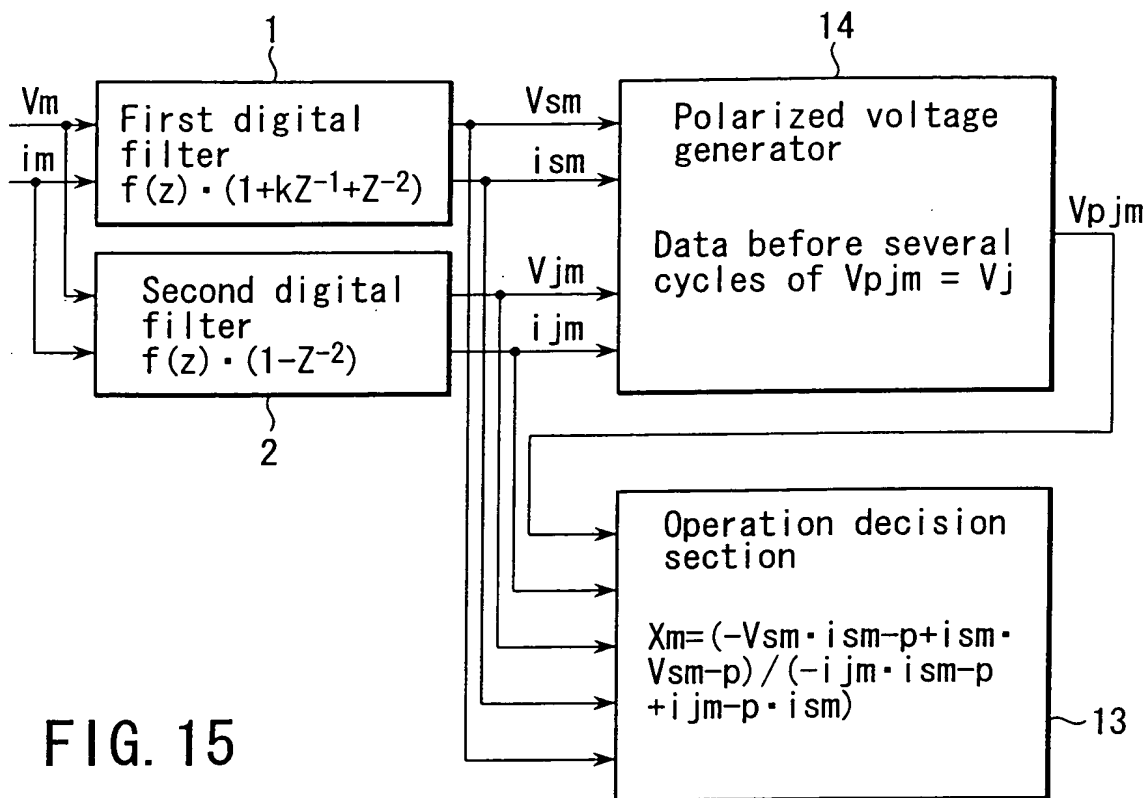 1
14
Vm
im
First digital
filter
f(z)・(1+kZ⁻¹+Z⁻²)
Vsm
ism
Polarized voltage
generator
Data before several
cycles of Vpjm = Vj
Vpjm
Second digital
filter
f(z)・(1-Z⁻²)
Vjm
ijm
2
Operation decision
section
Xm=(-Vsm・ism-p+ism・
Vsm-p)/(-ijm・ism-p
+ijm-p・ism)
13
FIG. 15